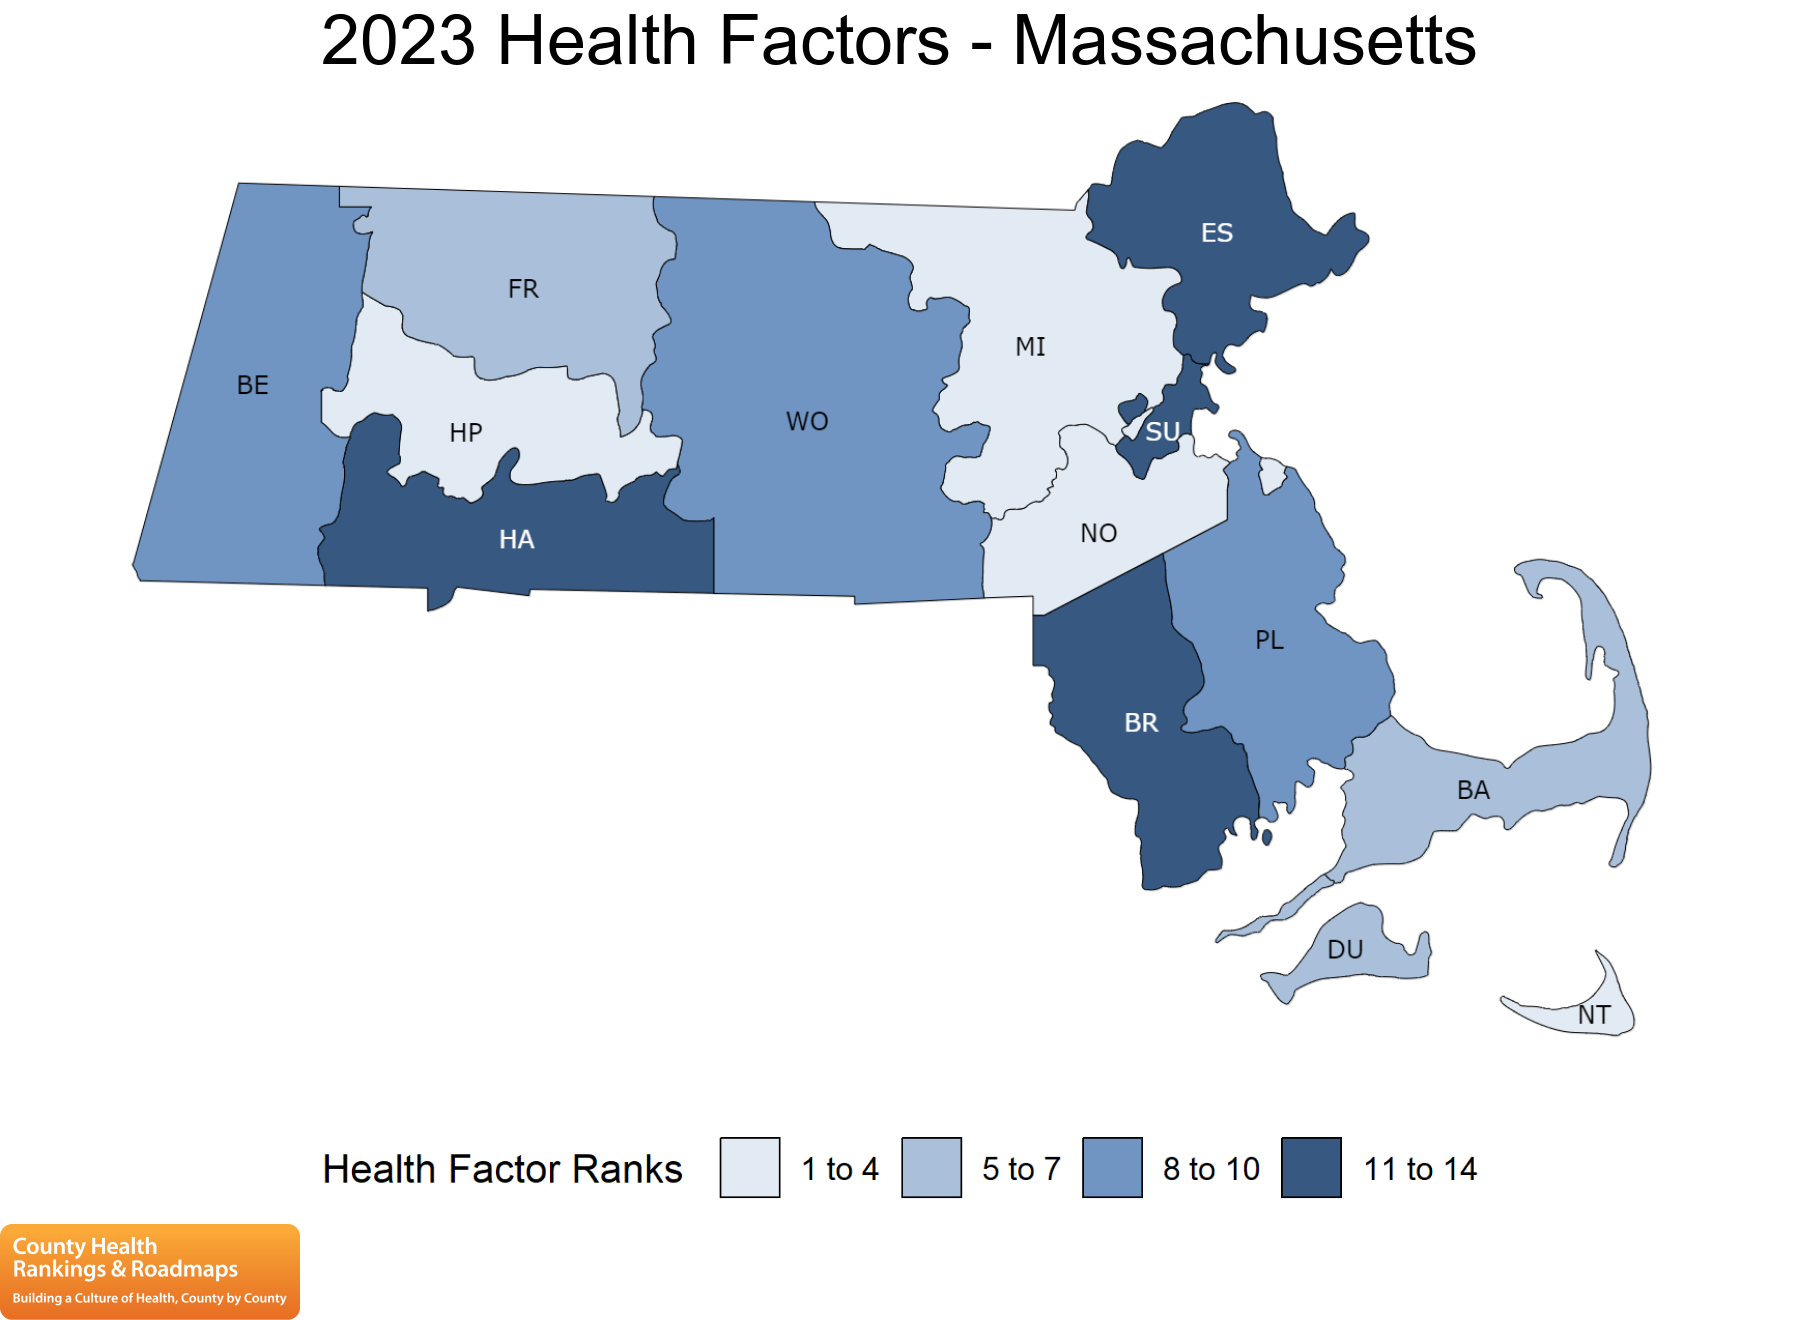 2023 Health Factors - Massachusetts
ES
FR
MI
BE
WO
HP
SU
NO
HA
PL
BR
BA
DU
NT
Health Factor Ranks 1 to 4 5 to 7 8 to 10 11 to 14
County Health
Rankings & Roadmaps
Building a Culture of Health, County by County